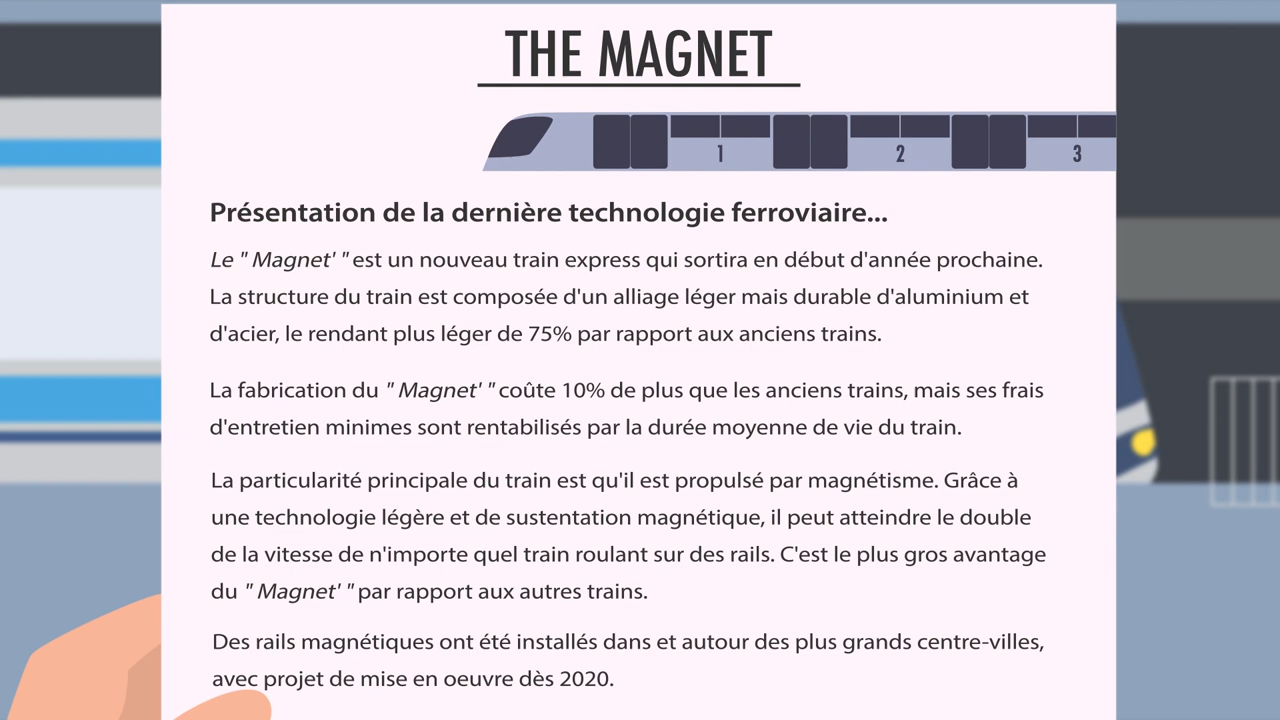 THE MAGNET
1 2 3
Présentation de la dernière technologie ferroviaire...
Le " Magnet' " est un nouveau train express qui sortira en début d'année prochaine.
La structure du train est composée d'un alliage léger mais durable d'aluminium et
d'acier, le rendant plus léger de 75% par rapport aux anciens trains.
La fabrication du " Magnet' " coûte 10% de plus que les anciens trains, mais ses frais
d'entretien minimes sont rentabilisés par la durée moyenne de vie du train.
La particularité principale du train est qu'il est propulsé par magnétisme. Grâce à
une technologie légère et de sustentation magnétique, il peut atteindre le double
de la vitesse de n'importe quel train roulant sur des rails. C'est le plus gros avantage
du " Magnet' " par rapport aux autres trains.
Des rails magnétiques ont été installés dans et autour des plus grands centre-villes,
avec projet de mise en oeuvre dès 2020.